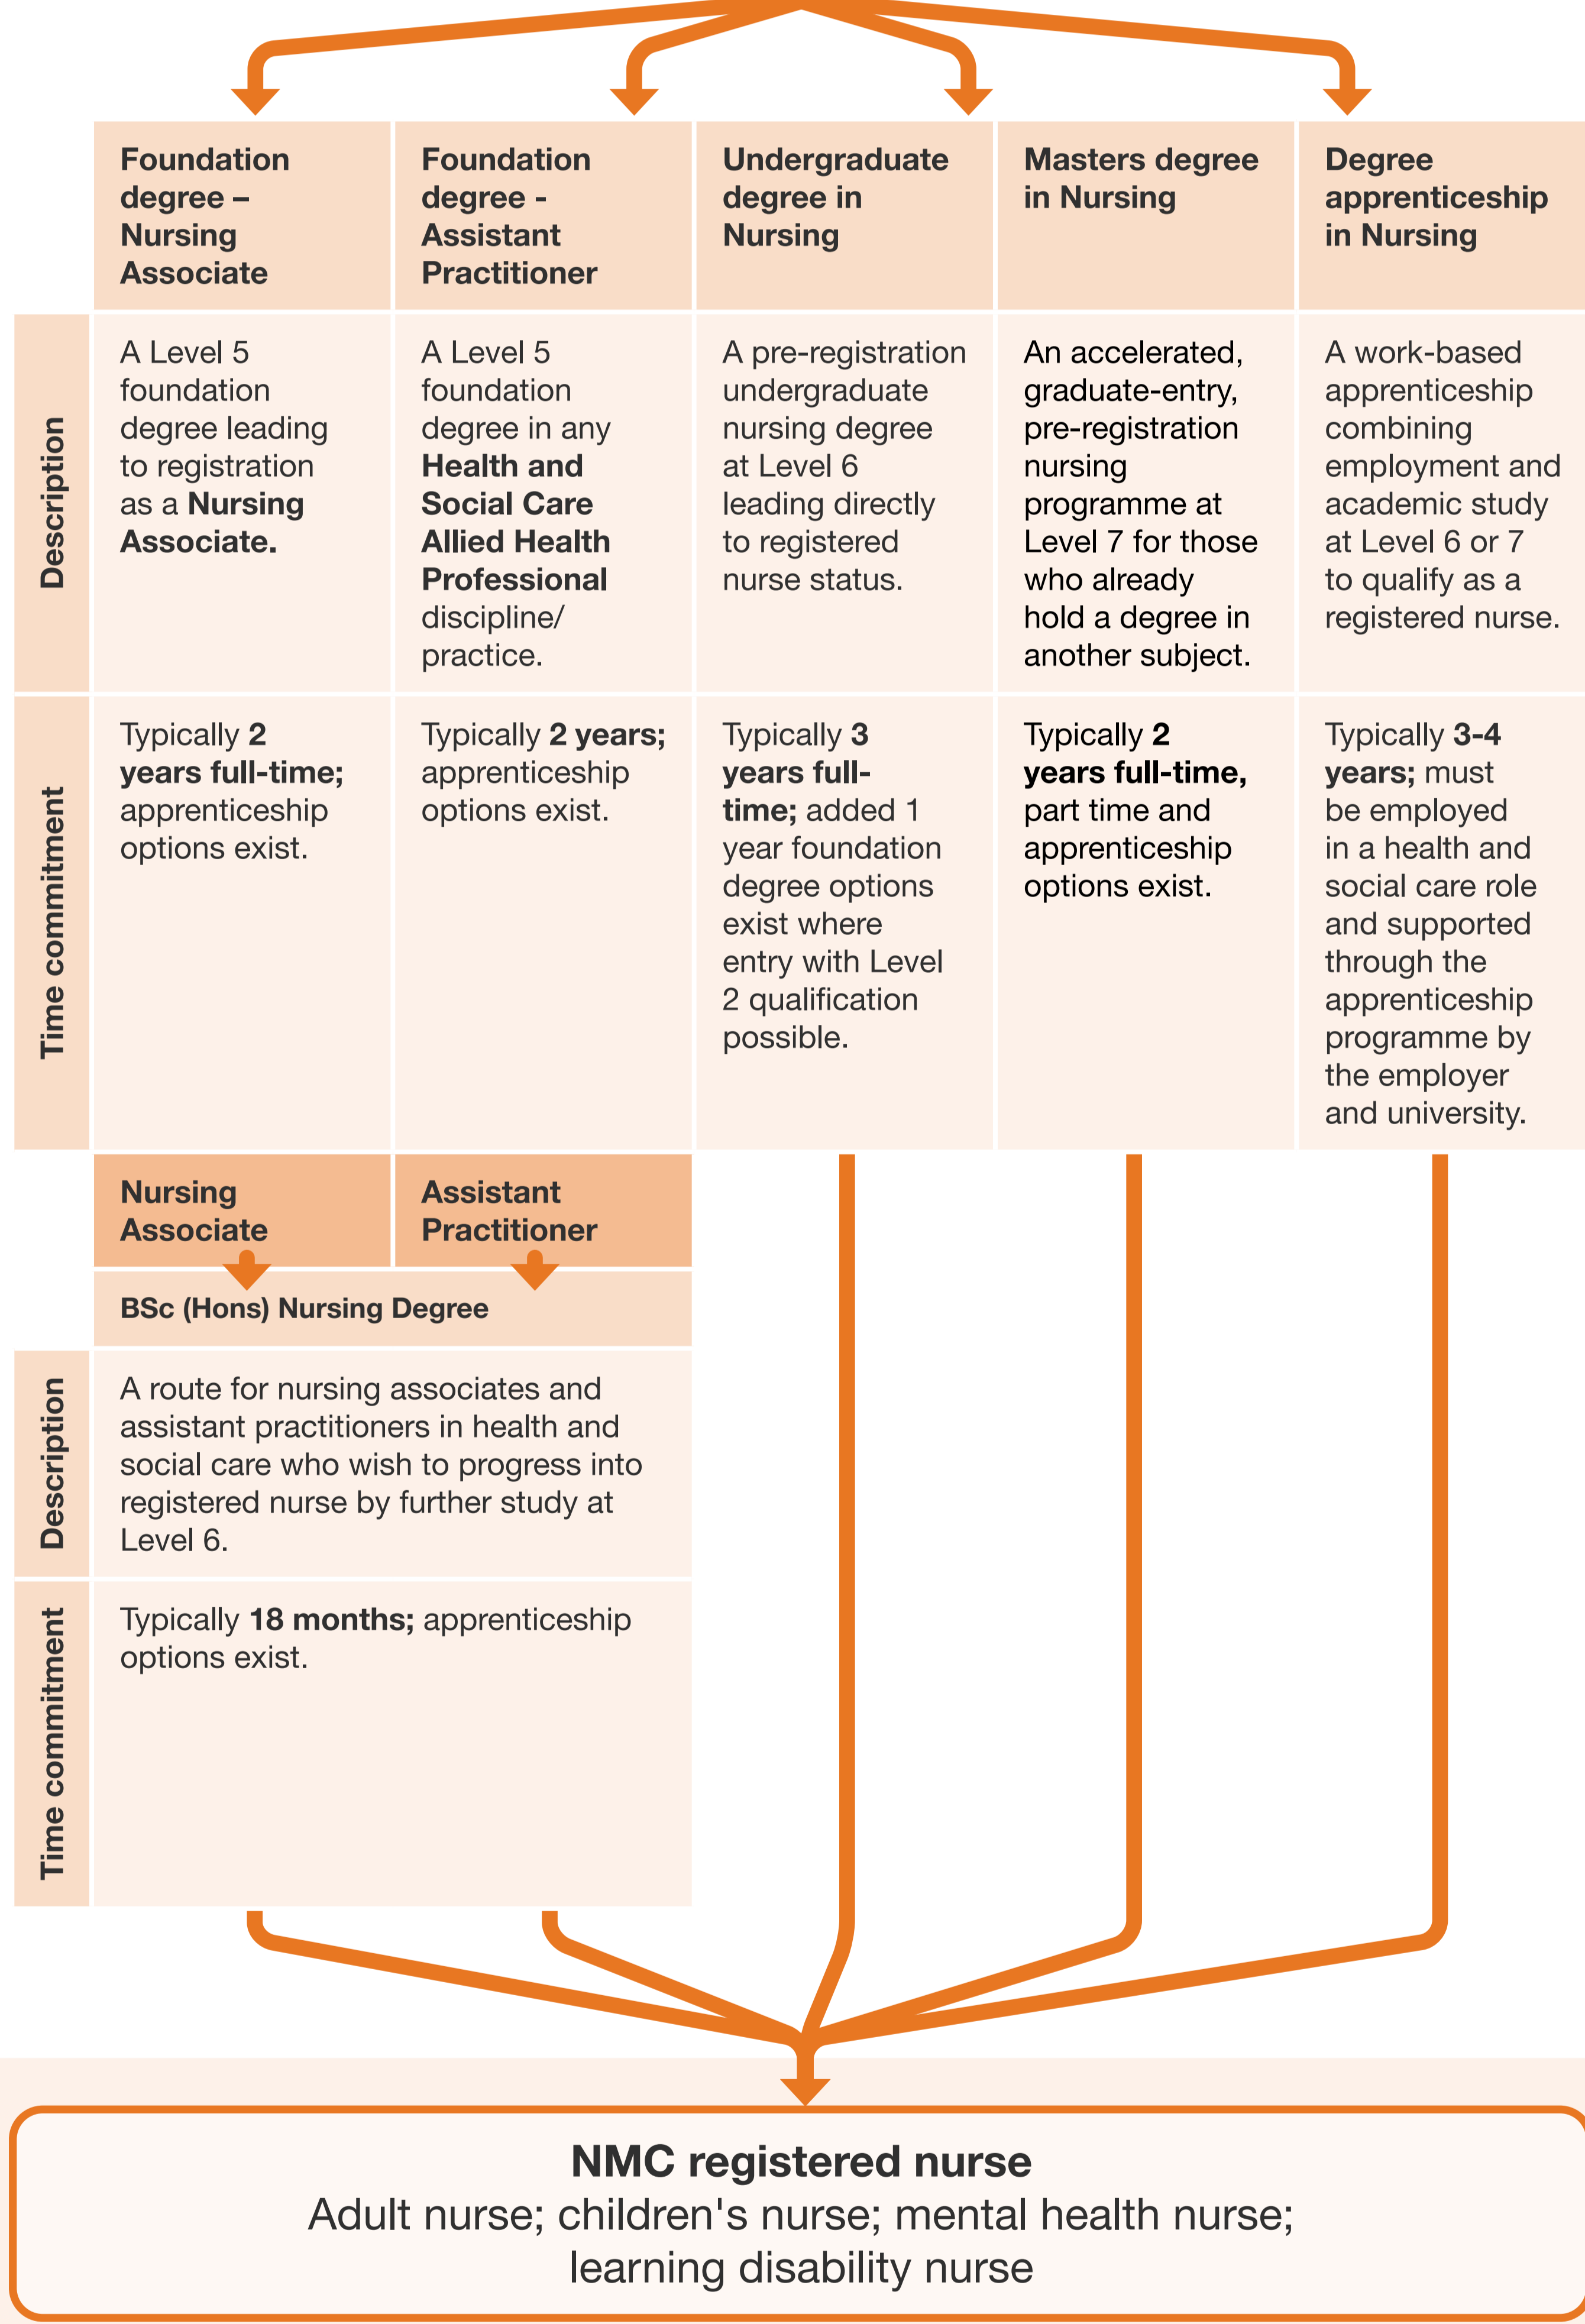 Foundation
degree –
Nursing
Associate
Foundation
degree -
Assistant
Practitioner
Undergraduate
degree in
Nursing
Masters degree
in Nursing
Degree
apprenticeship
in Nursing
Description
A Level 5
foundation
degree leading
to registration
as a Nursing
Associate.
A Level 5
foundation
degree in any
Health and
Social Care
Allied Health
Professional
discipline/
practice.
A pre-registration
undergraduate
nursing degree
at Level 6
leading directly
to registered
nurse status.
An accelerated,
graduate-entry,
pre-registration
nursing
programme at
Level 7 for those
who already
hold a degree in
another subject.
A work-based
apprenticeship
combining
employment and
academic study
at Level 6 or 7
to qualify as a
registered nurse.
Time commitment
Typically 2
years full-time;
apprenticeship
options exist.
Typically 2 years;
apprenticeship
options exist.
Typically 3
years full-
time; added 1
year foundation
degree options
exist where
entry with Level
2 qualification
possible.
Typically 2
years full-time,
part time and
apprenticeship
options exist.
Typically 3-4
years; must
be employed
in a health and
social care role
and supported
through the
apprenticeship
programme by
the employer
and university.
Nursing
Associate
Assistant
Practitioner
BSc (Hons) Nursing Degree
Description
A route for nursing associates and
assistant practitioners in health and
social care who wish to progress into
registered nurse by further study at
Level 6.
Time commitment
Typically 18 months; apprenticeship
options exist.
NMC registered nurse
Adult nurse; children's nurse; mental health nurse;
learning disability nurse